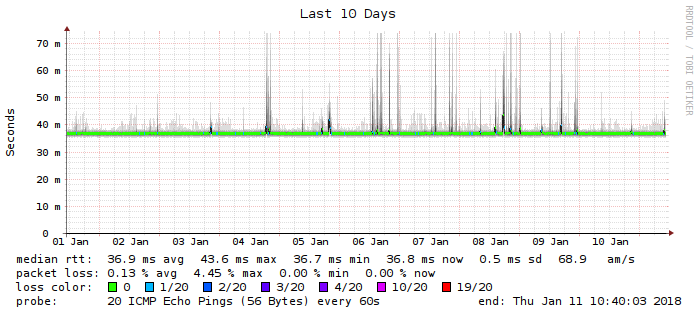 Last 10 Days
RRDTOOL / TOBI OETIKER
Seconds
70 m
60 m
50 m
40 m
30 m
20 m
10 m
0
01 Jan 02 Jan 03 Jan 04 Jan 05 Jan 06 Jan 07 Jan 08 Jan 09 Jan 10 Jan
median rtt: 36.9 ms avg 43.6 ms max 36.7 ms min 36.8 ms now 0.5 ms sd 68.9 am/s
packet loss: 0.13 % avg 4.45 % max 0.00 % min 0.00 % now
loss color: 0 1/20 2/20 3/20 4/20 10/20 19/20
probe: 20 ICMP Echo Pings (56 Bytes) every 60s end: Thu Jan 11 10:40:03 2018